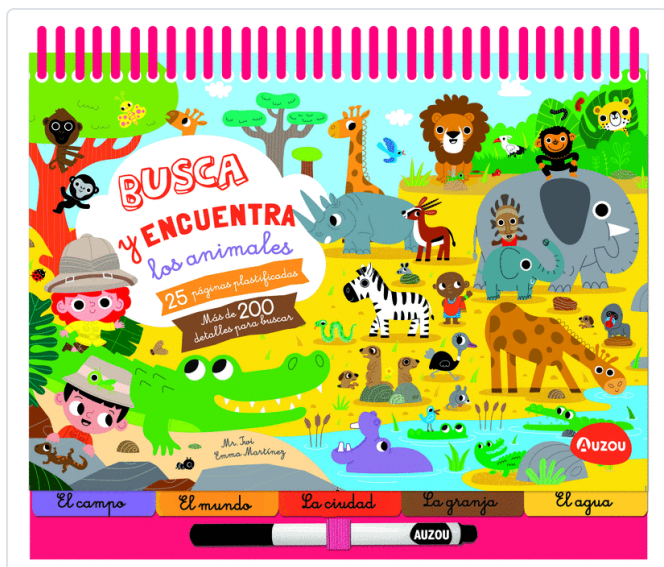 BUSCA
y ENCUENTRA
los animales
25 páginas plastificadas
Más de 200
detalles para buscar
Mr. Iwi
Emma Martínez
AUZOU
El campo
El mundo
La ciudad
La granja
El agua
AUZOU